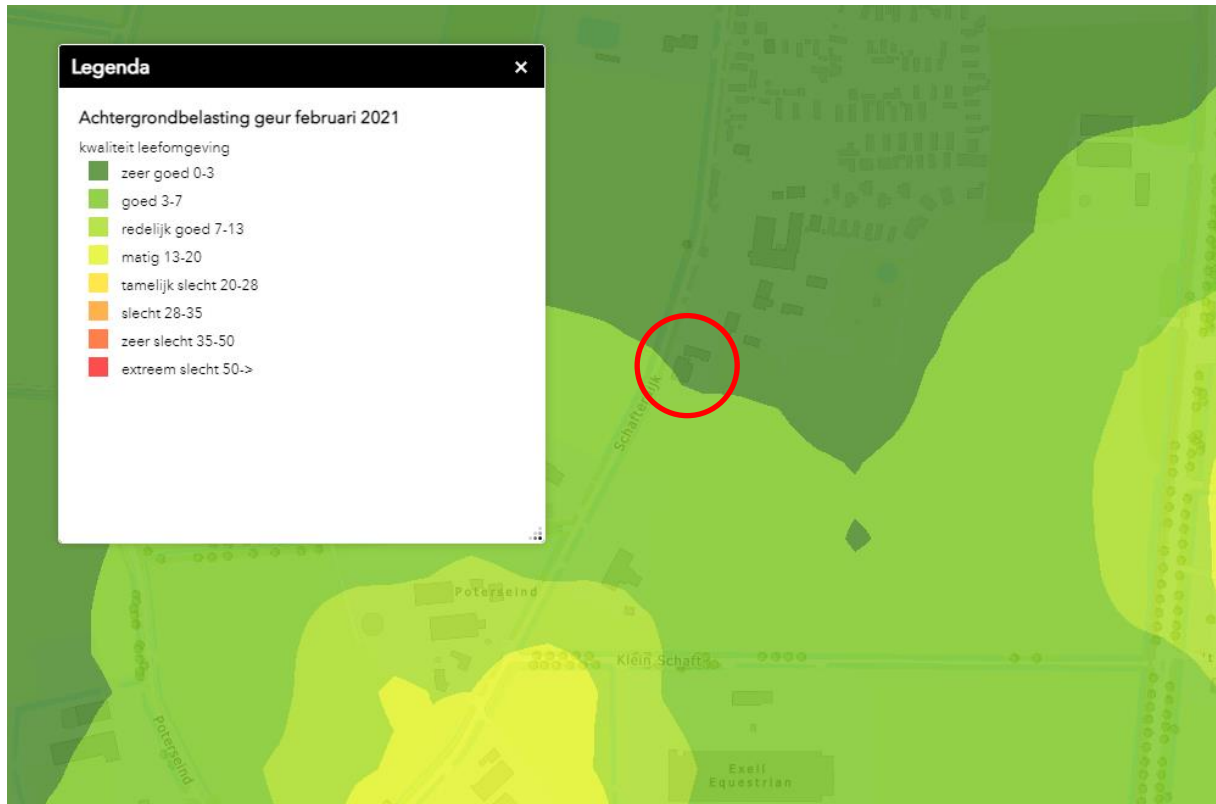 Legenda ×
Achtergrondbelasting geur februari 2021
kwaliteit leefomgeving
zeer goed 0-3
goed 3-7
redelijk goed 7-13
matig 13-20
tamelijk slecht 20-28
slecht 28-35
zeer slecht 35-50
extreem slecht 50->
Poterseind
Klein Schaft
Poterseind
Exell
Equestrian